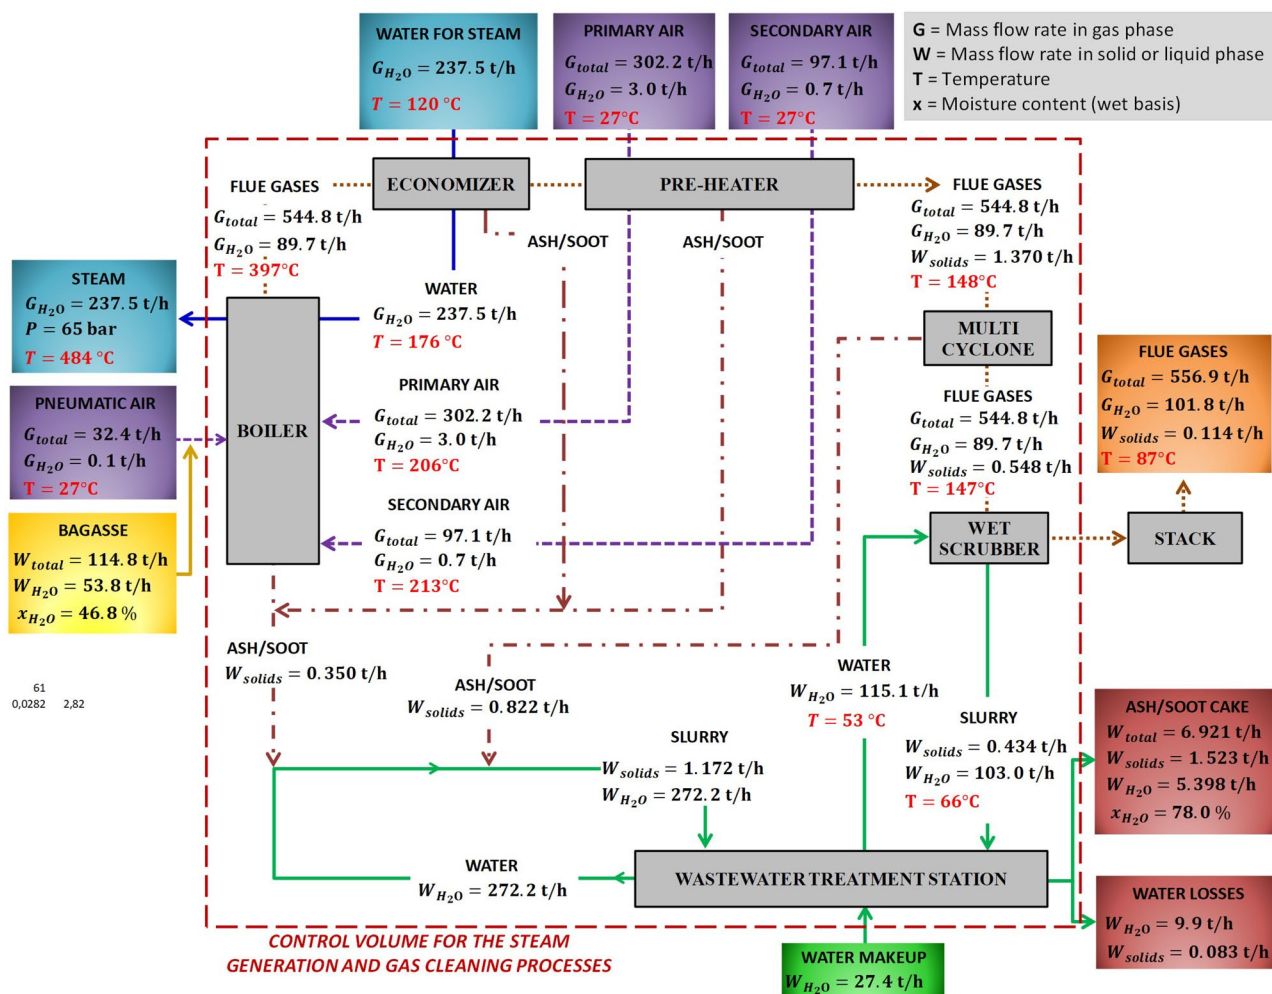 WATER FOR STEAM
G_H₂O = 237.5 t/h
T = 120 °C
PRIMARY AIR
G_total = 302.2 t/h
G_H₂O = 3.0 t/h
T = 27°C
SECONDARY AIR
G_total = 97.1 t/h
G_H₂O = 0.7 t/h
T = 27°C
G = Mass flow rate in gas phase
W = Mass flow rate in solid or liquid phase
T = Temperature
x = Moisture content (wet basis)
ECONOMIZER
PRE-HEATER
FLUE GASES
G_total = 544.8 t/h
G_H₂O = 89.7 t/h
T = 397°C
ASH/SOOT
ASH/SOOT
FLUE GASES
G_total = 544.8 t/h
G_H₂O = 89.7 t/h
W_solids = 1.370 t/h
T = 148°C
STEAM
G_H₂O = 237.5 t/h
P = 65 bar
T = 484 °C
WATER
G_H₂O = 237.5 t/h
T = 176 °C
MULTI
CYCLONE
FLUE GASES
G_total = 556.9 t/h
G_H₂O = 101.8 t/h
W_solids = 0.114 t/h
T = 87°C
PNEUMATIC AIR
G_total = 32.4 t/h
G_H₂O = 0.1 t/h
T = 27°C
BOILER
PRIMARY AIR
G_total = 302.2 t/h
G_H₂O = 3.0 t/h
T = 206°C
FLUE GASES
G_total = 544.8 t/h
G_H₂O = 89.7 t/h
W_solids = 0.548 t/h
T = 147°C
SECONDARY AIR
G_total = 97.1 t/h
G_H₂O = 0.7 t/h
T = 213°C
WET
SCRUBBER
STACK
BAGASSE
W_total = 114.8 t/h
W_H₂O = 53.8 t/h
x_H₂O = 46.8 %
ASH/SOOT
W_solids = 0.350 t/h
61
0,0282 2,82
ASH/SOOT
W_solids = 0.822 t/h
WATER
W_H₂O = 115.1 t/h
T = 53 °C
SLURRY
W_solids = 0.434 t/h
W_H₂O = 103.0 t/h
T = 66°C
SLURRY
W_solids = 1.172 t/h
W_H₂O = 272.2 t/h
ASH/SOOT CAKE
W_total = 6.921 t/h
W_solids = 1.523 t/h
W_H₂O = 5.398 t/h
x_H₂O = 78.0 %
WATER
W_H₂O = 272.2 t/h
WASTEWATER TREATMENT STATION
WATER LOSSES
W_H₂O = 9.9 t/h
W_solids = 0.083 t/h
CONTROL VOLUME FOR THE STEAM
GENERATION AND GAS CLEANING PROCESSES
WATER MAKEUP
W_H₂O = 27.4 t/h